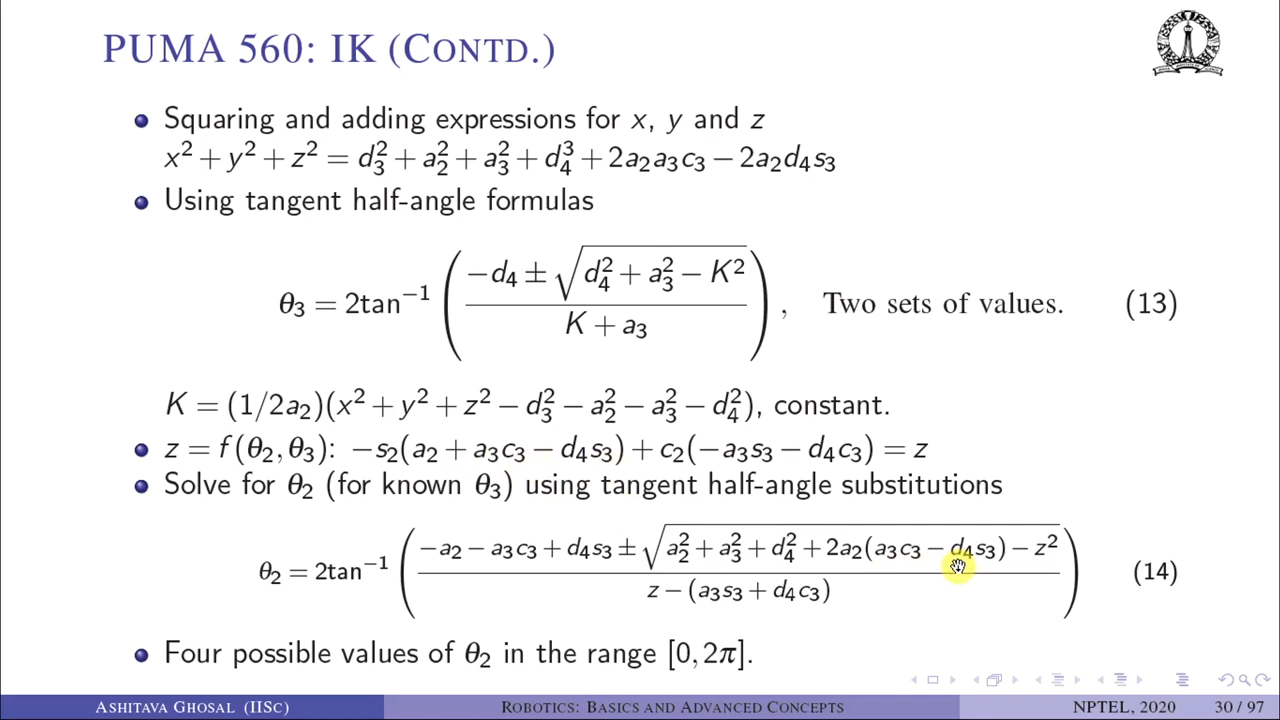 PUMA 560: IK (CONTD.)
Squaring and adding expressions for x, y and z
x² + y² + z² = d₃² + a₂² + a₃² + d₄³ + 2a₂a₃c₃ − 2a₂d₄s₃
Using tangent half-angle formulas
θ₃ = 2tan⁻¹ ( (−d₄ ± √(d₄² + a₃² − K²)) / (K + a₃) ), Two sets of values. (13)
K = (1/2a₂)(x² + y² + z² − d₃² − a₂² − a₃² − d₄²), constant.
z = f(θ₂, θ₃): −s₂(a₂ + a₃c₃ − d₄s₃) + c₂(−a₃s₃ − d₄c₃) = z
Solve for θ₂ (for known θ₃) using tangent half-angle substitutions
θ₂ = 2tan⁻¹ ( (−a₂ − a₃c₃ + d₄s₃ ± √(a₂² + a₃² + d₄² + 2a₂(a₃c₃ − d₄s₃) − z²)) / (z − (a₃s₃ + d₄c₃)) ) (14)
Four possible values of θ₂ in the range [0, 2π].
ASHITAVA GHOSAL (IISC) ROBOTICS: BASICS AND ADVANCED CONCEPTS NPTEL, 2020 30 / 97